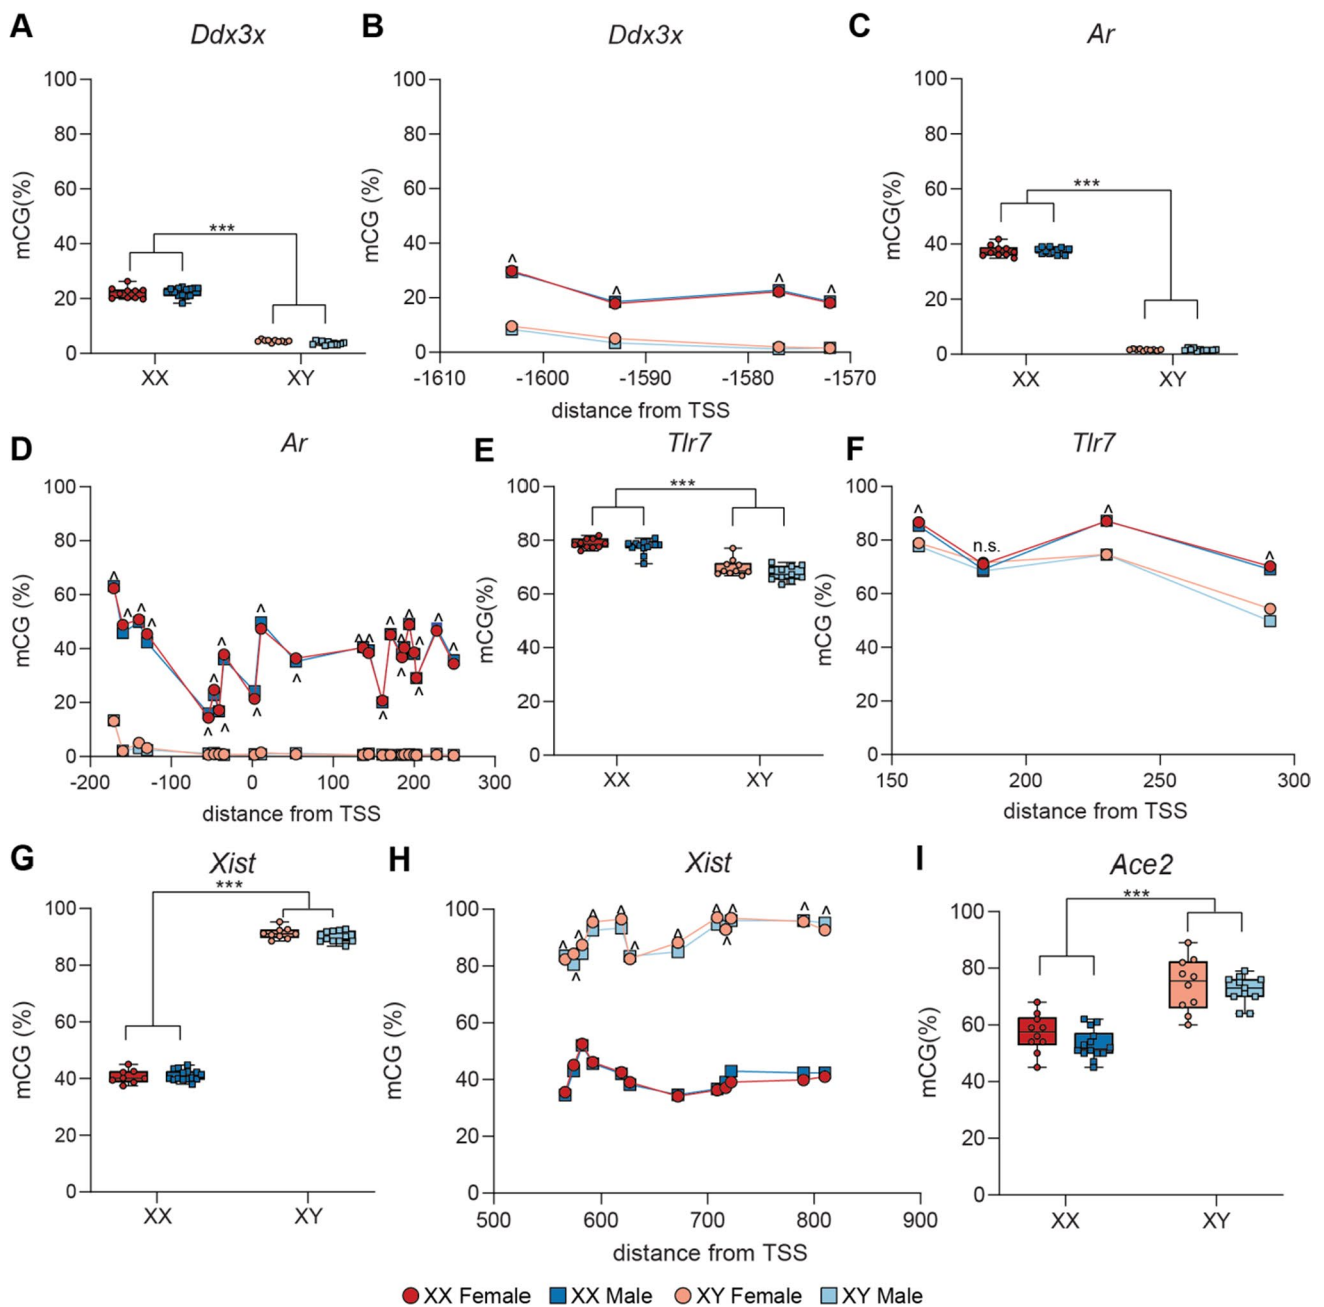 A
Ddx3x
mCG(%)
100
80
60
40
20
0
***
XX
XY
B
Ddx3x
mCG (%)
100
80
60
40
20
0
^ ^ ^ ^
-1610
-1600
-1590
-1580
-1570
distance from TSS
C
Ar
mCG(%)
100
80
60
40
20
0
***
XX
XY
D
Ar
mCG (%)
100
80
60
40
20
0
-200
-100
0
100
200
300
distance from TSS
E
Tlr7
mCG(%)
100
80
60
40
20
0
***
XX
XY
F
Tlr7
mCG (%)
100
80
60
40
20
0
^ n.s. ^ ^
150
200
250
300
distance from TSS
G
Xist
mCG (%)
100
80
60
40
20
0
***
XX
XY
H
Xist
mCG (%)
100
80
60
40
20
0
500
600
700
800
900
distance from TSS
I
Ace2
mCG(%)
100
80
60
40
20
0
***
XX
XY
XX Female
XX Male
XY Female
XY Male